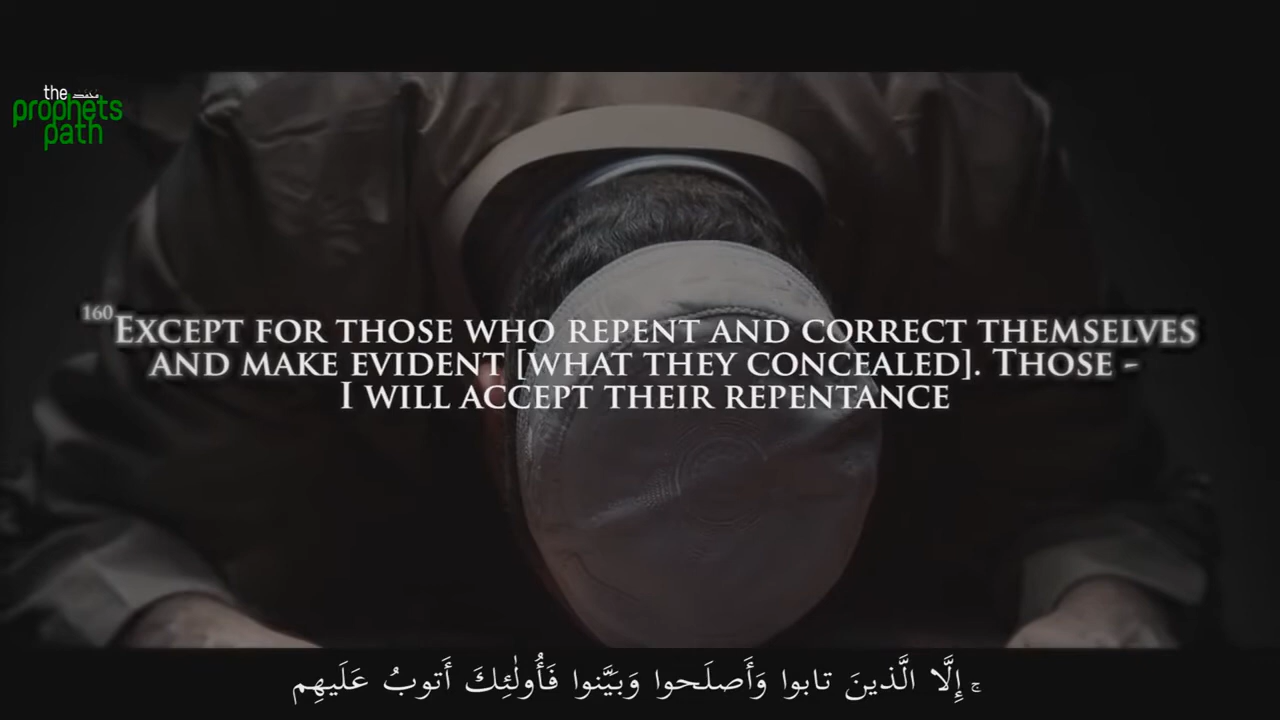 the محمد
prophets
path
160 EXCEPT FOR THOSE WHO REPENT AND CORRECT THEMSELVES
AND MAKE EVIDENT [WHAT THEY CONCEALED]. THOSE -
I WILL ACCEPT THEIR REPENTANCE
إِلَّا الَّذينَ تابوا وَأَصلَحوا وَبَيَّنوا فَأُولٰئِكَ أَتوبُ عَلَيهِم ۚ